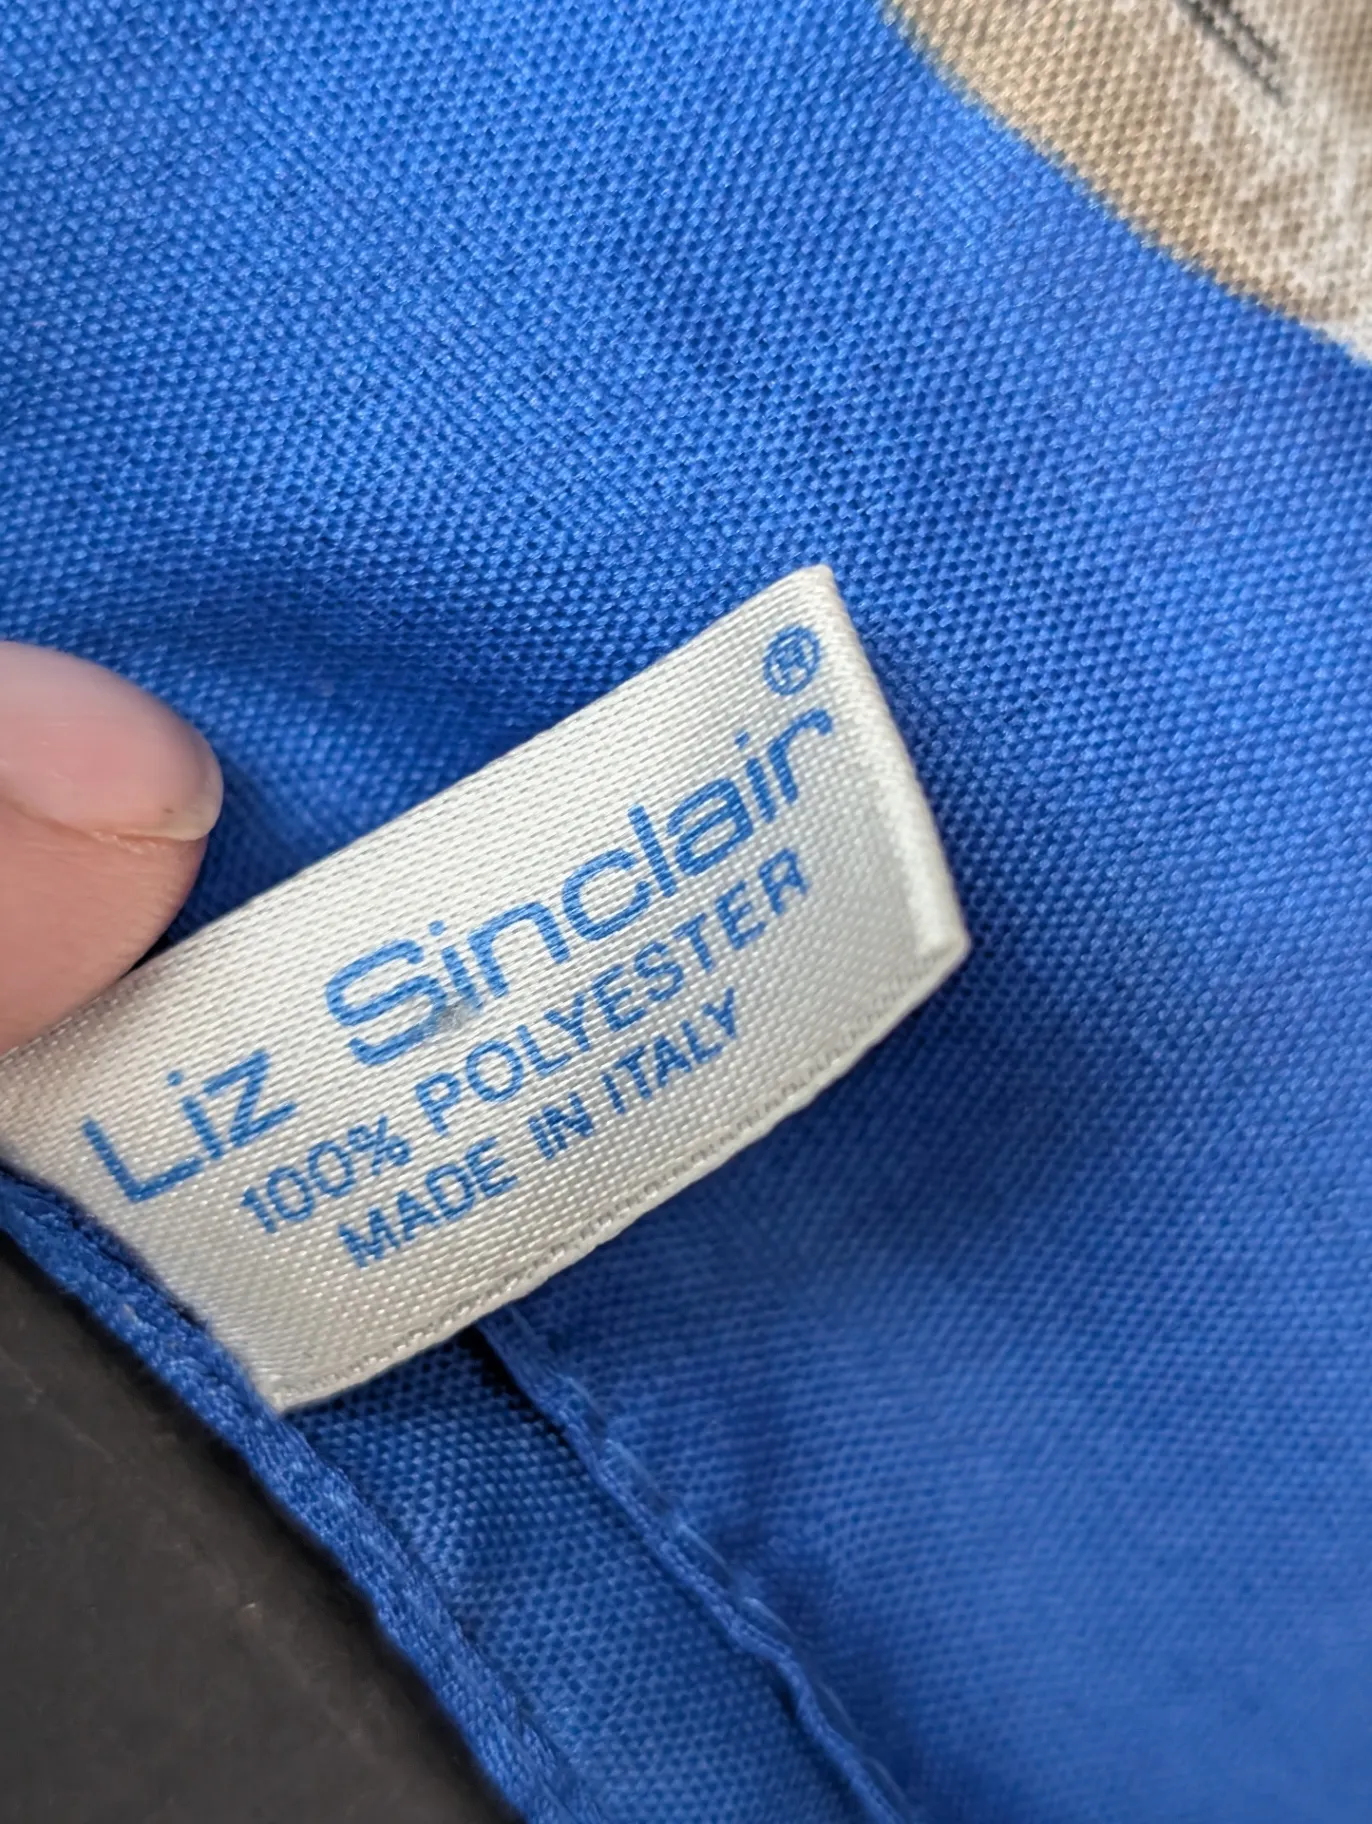 Liz Sinclair®
100% POLYESTER
MADE IN ITALY